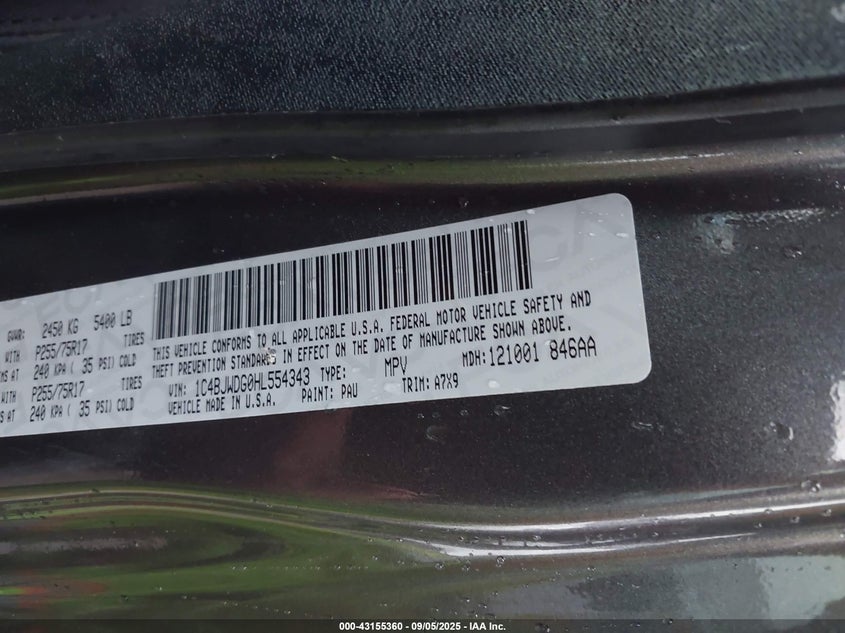 GVWR: 2450 KG 5400 LB
WITH P255/75R17 TIRES
AT 240 KPA ( 35 PSI) COLD
WITH P255/75R17 TIRES
AT 240 KPA ( 35 PSI) COLD
THIS VEHICLE CONFORMS TO ALL APPLICABLE U.S.A. FEDERAL MOTOR VEHICLE SAFETY AND
THEFT PREVENTION STANDARDS IN EFFECT ON THE DATE OF MANUFACTURE SHOWN ABOVE.
VIN: 1C4BJWDG0HL554343 TYPE: MPV MDH: 121001 846AA
VEHICLE MADE IN U.S.A. PAINT: PAU TRIM: A7X9
000-43155360 - 09/05/2025 - IAA Inc.